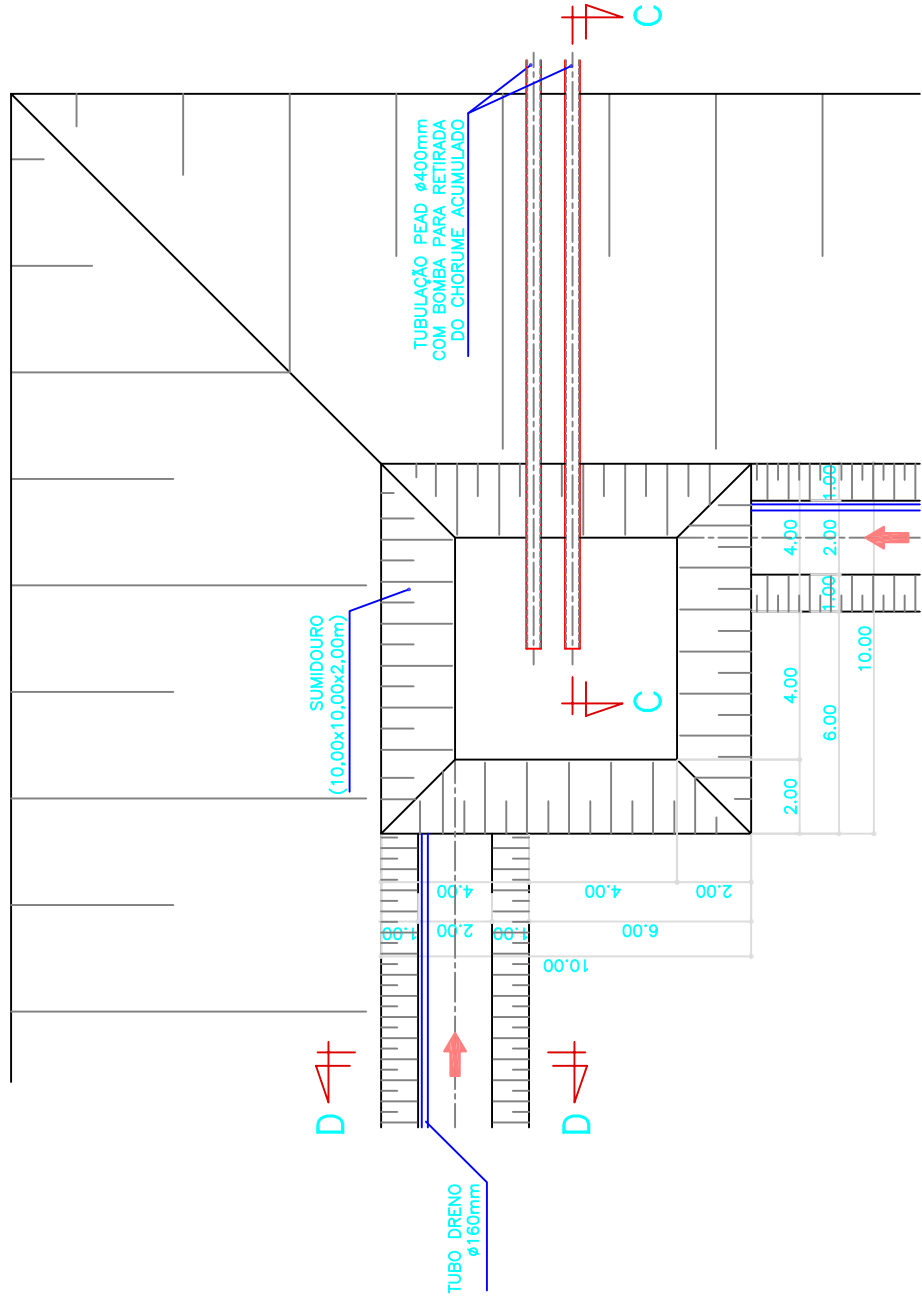 TUBULAÇÃO PEAD ø400mm
COM BOMBA PARA RETIRADA
DO CHORUME ACUMULADO
C
SUMIDOURO
(10,00x10,00x2,00m)
C
1.00
4.00
2.00
1.00
10.00
4.00
6.00
2.00
4.00
4.00
2.00
1.00
2.00
1.00
6.00
10.00
D
D
TUBO DRENO
ø160mm